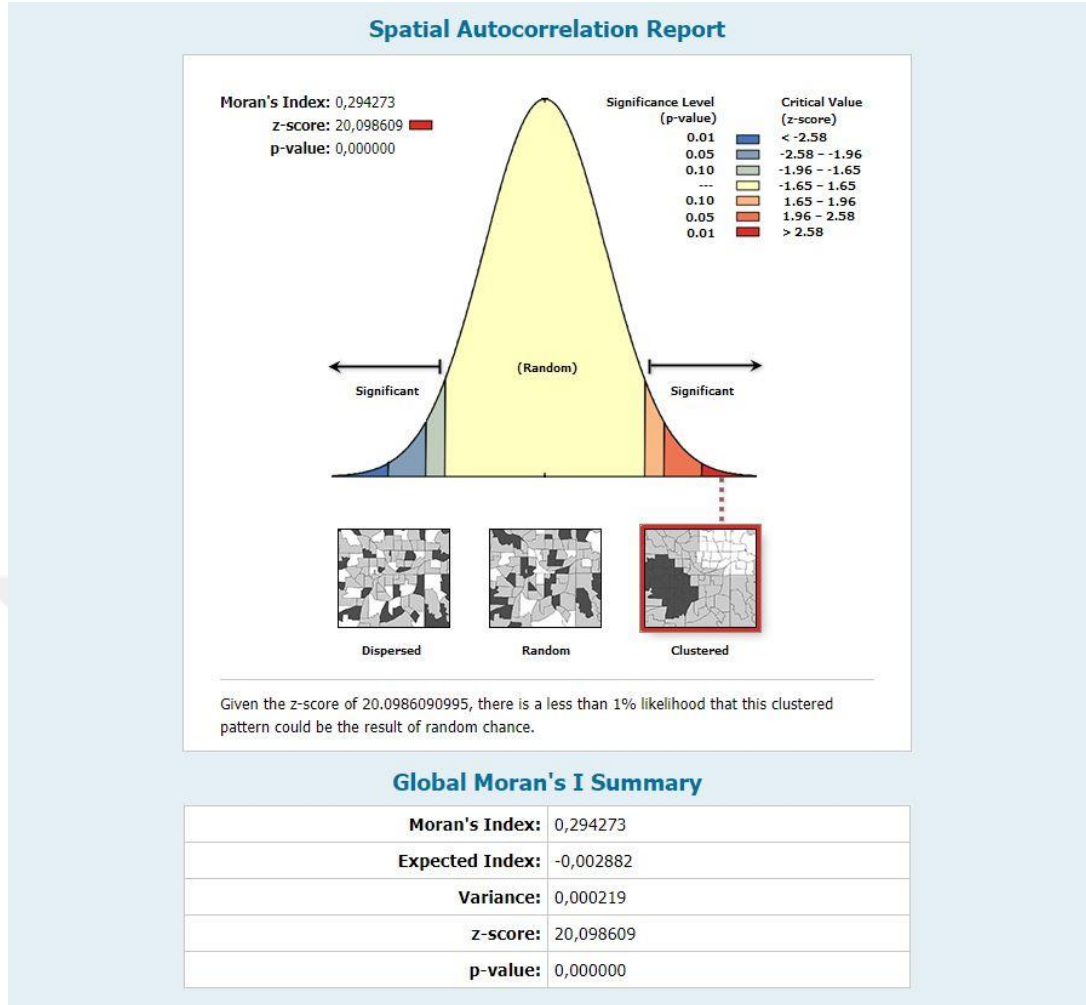 Spatial Autocorrelation Report
Moran's Index: 0,294273
z-score: 20,098609
p-value: 0,000000
Significance Level (p-value)
Critical Value (z-score)
0.01 < -2.58
0.05 -2.58 – -1.96
0.10 -1.96 – -1.65
--- -1.65 – 1.65
0.10 1.65 – 1.96
0.05 1.96 – 2.58
0.01 > 2.58
(Random)
Significant
Significant
Dispersed
Random
Clustered
Given the z-score of 20.0986090995, there is a less than 1% likelihood that this clustered
pattern could be the result of random chance.
Global Moran's I Summary
Moran's Index: 0,294273
Expected Index: -0,002882
Variance: 0,000219
z-score: 20,098609
p-value: 0,000000